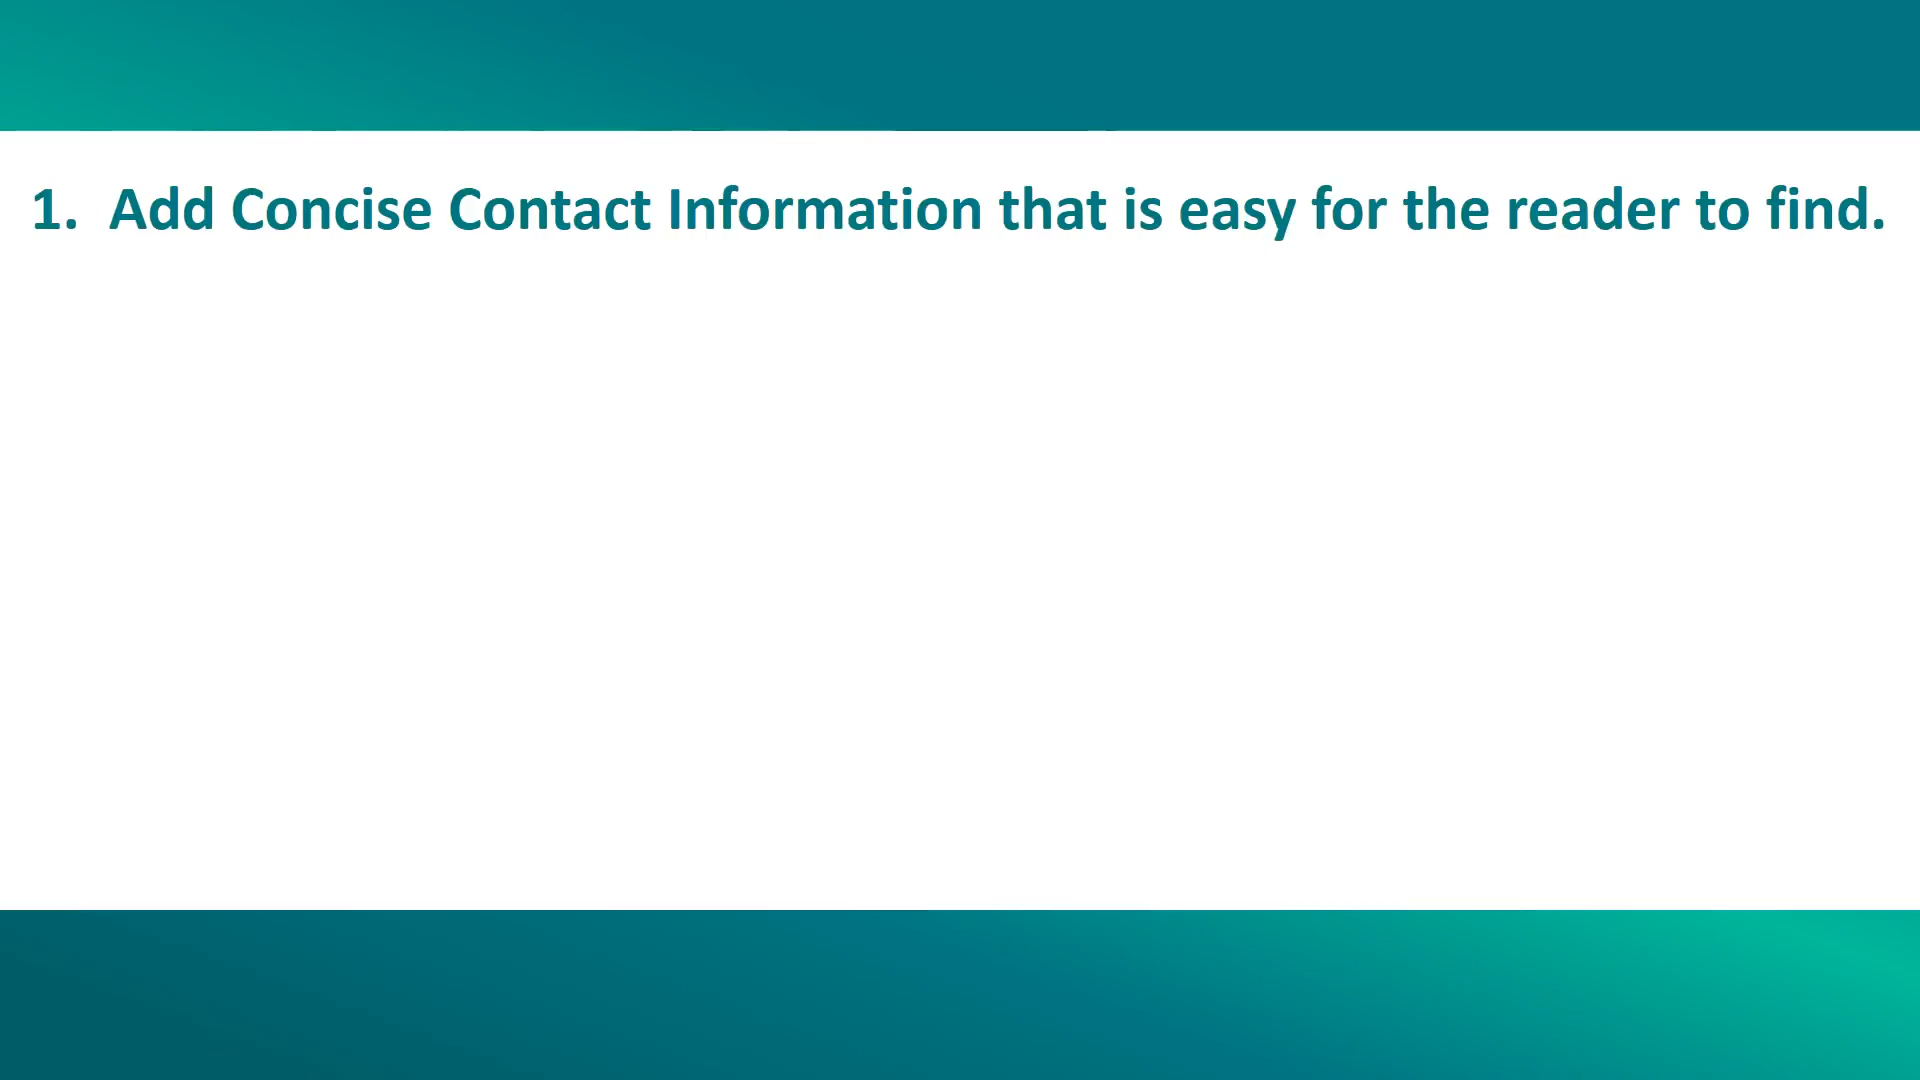 1. Add Concise Contact Information that is easy for the reader to find.